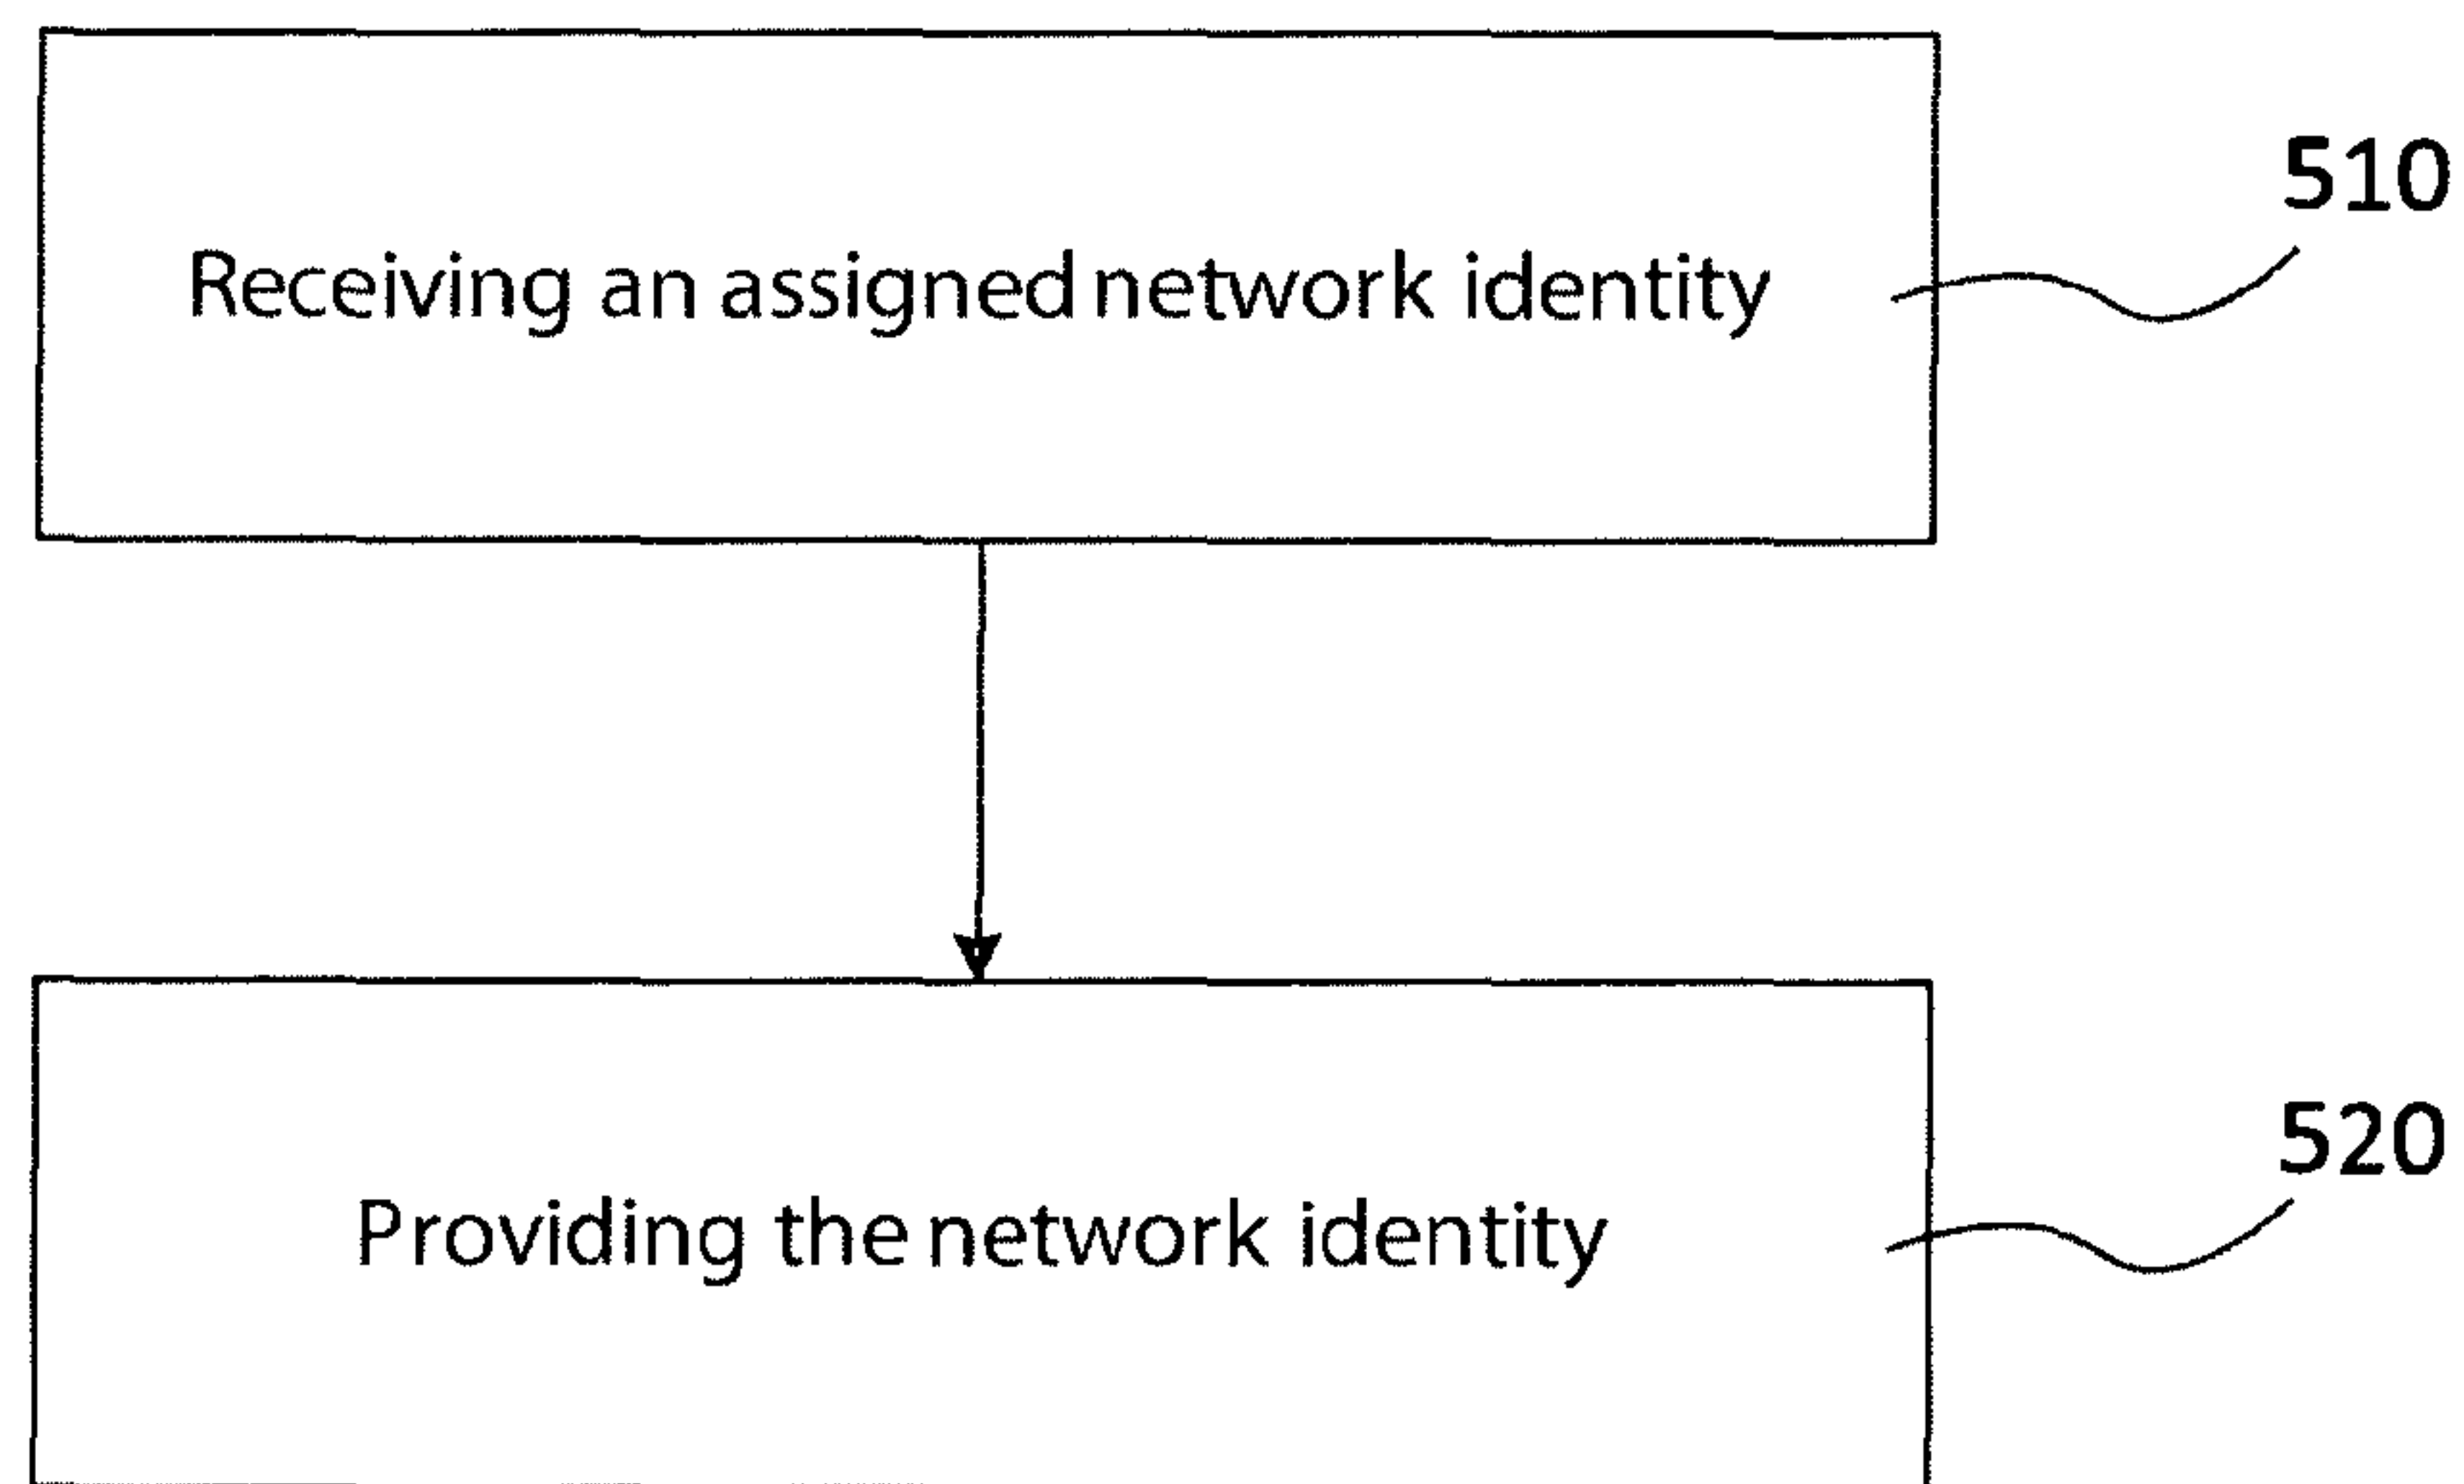 510
Receiving an assigned network identity
520
Providing the network identity